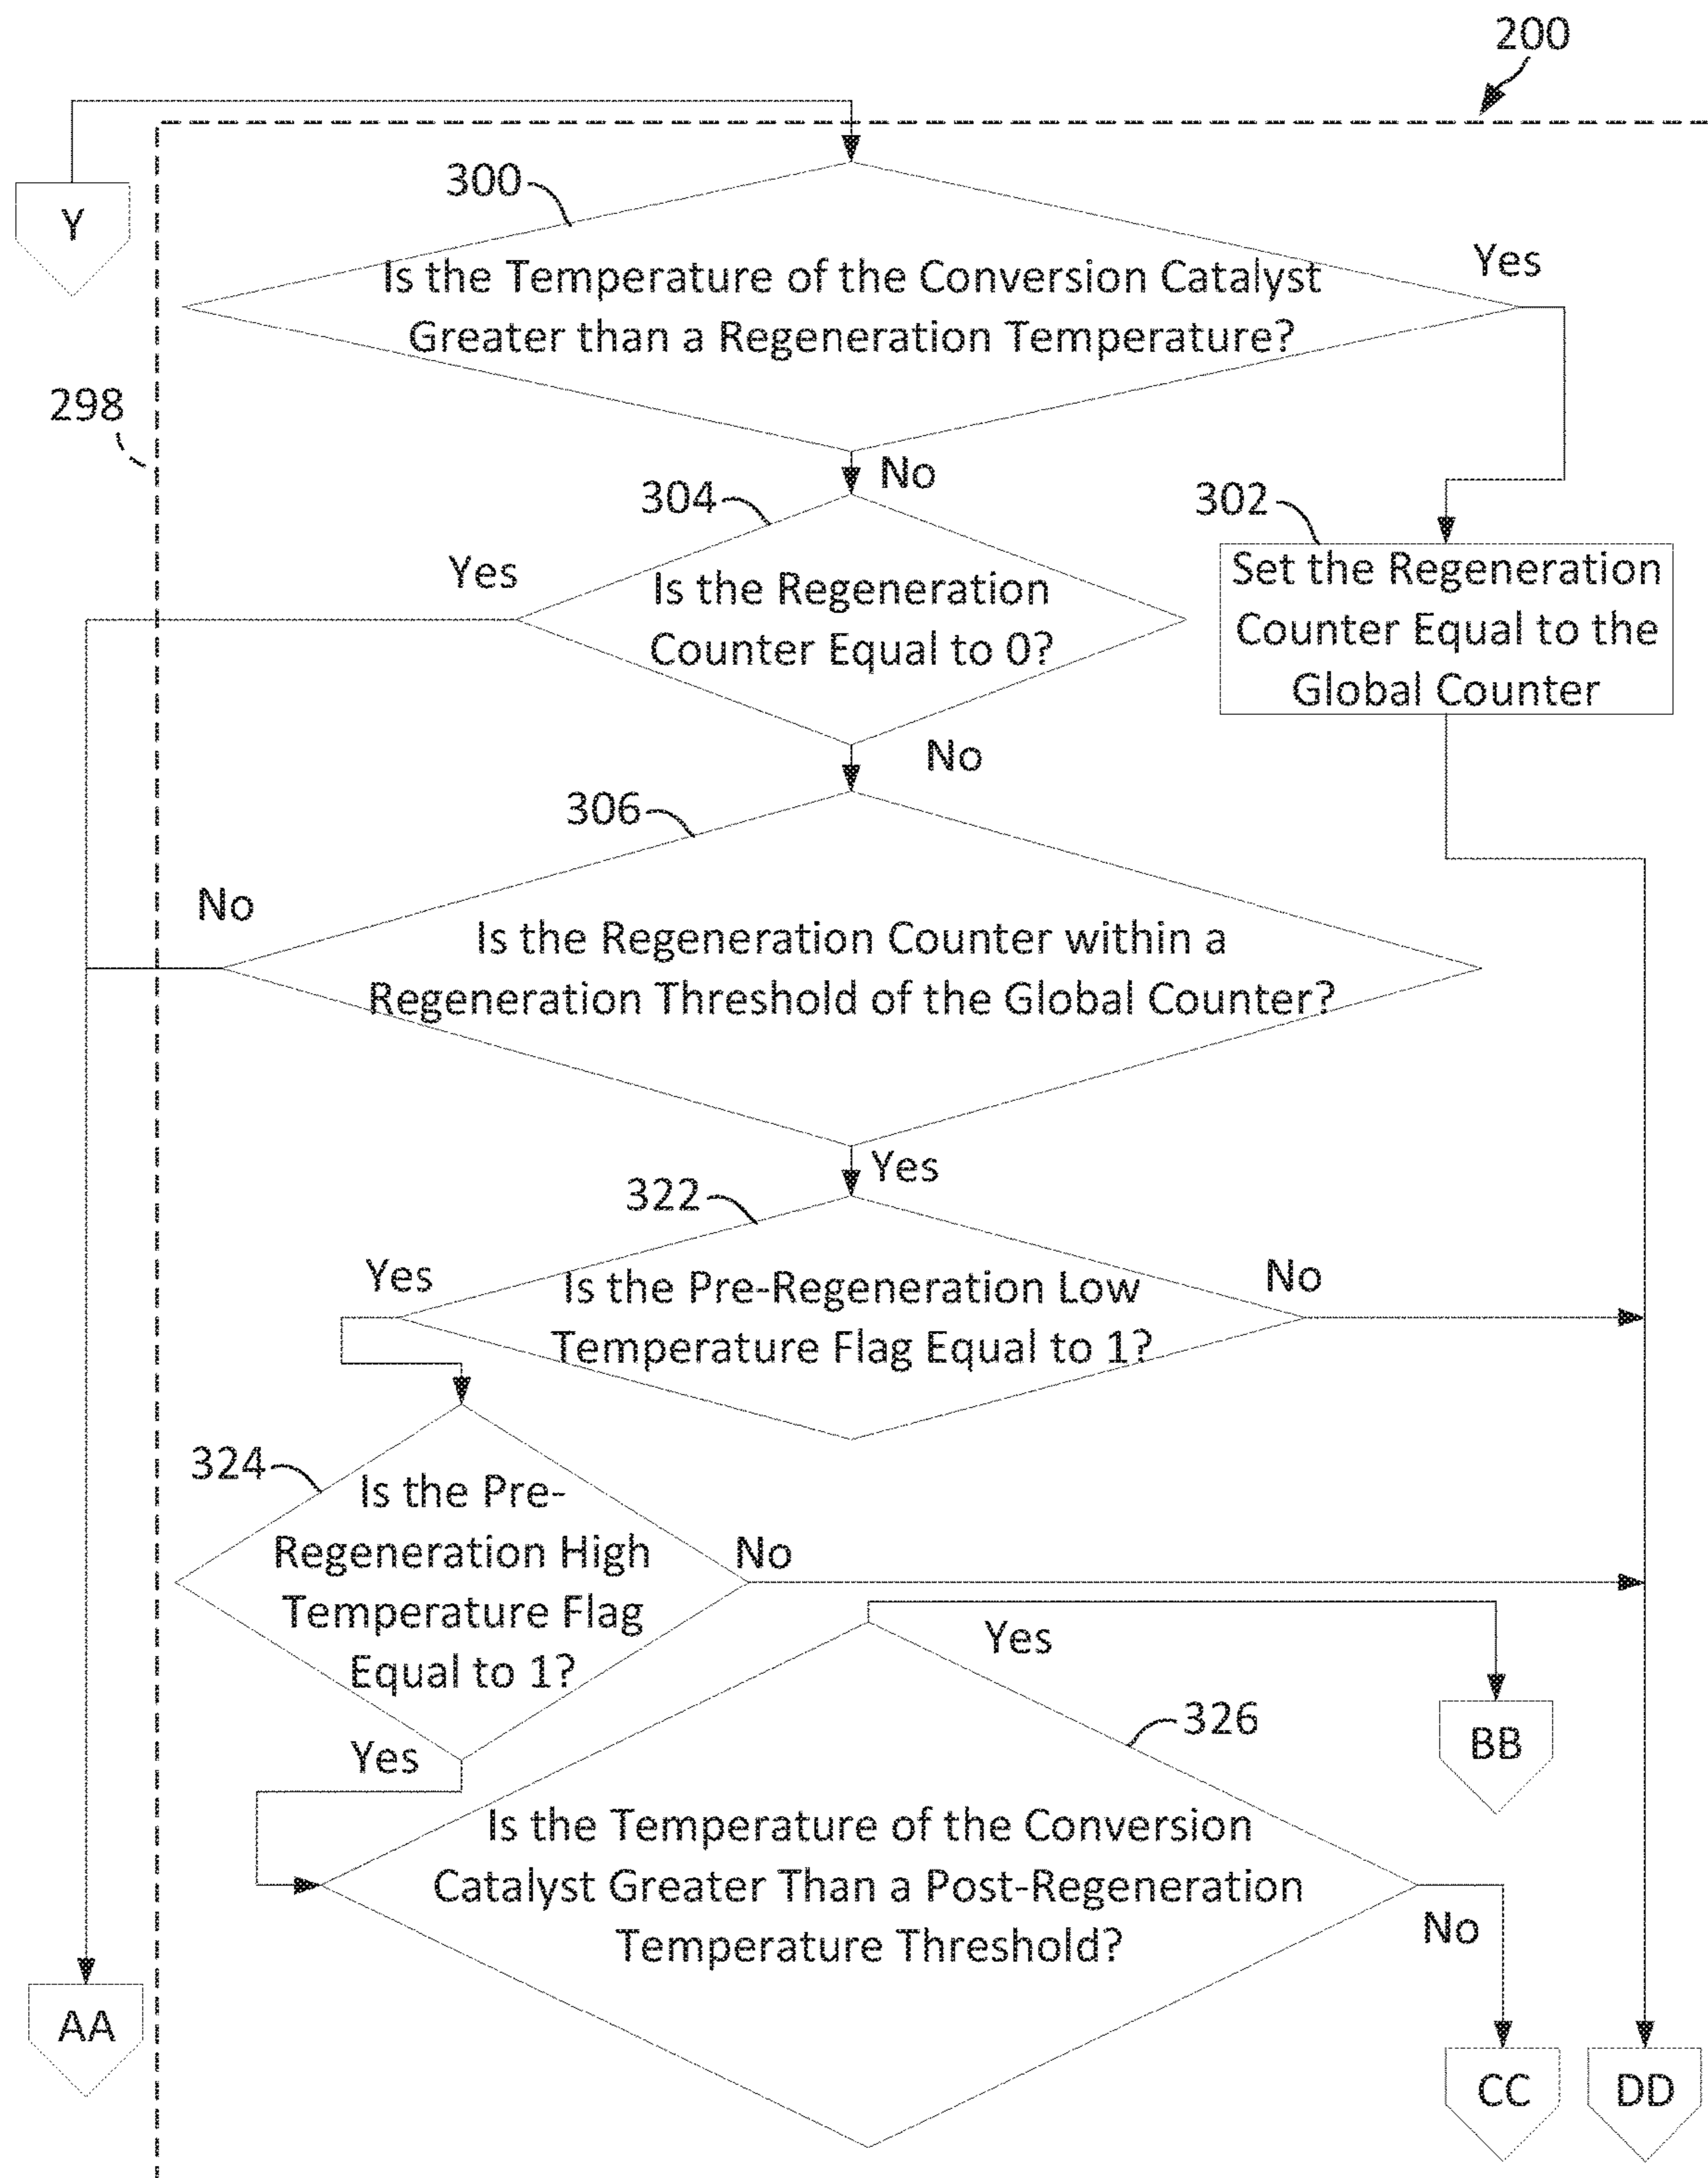 200
Y
300
Is the Temperature of the Conversion Catalyst
Greater than a Regeneration Temperature?
Yes
298
No
304
302
Yes
Is the Regeneration
Counter Equal to 0?
Set the Regeneration
Counter Equal to the
Global Counter
No
306
No
Is the Regeneration Counter within a
Regeneration Threshold of the Global Counter?
Yes
322
Yes
Is the Pre-Regeneration Low
Temperature Flag Equal to 1?
No
324
Is the Pre-
Regeneration High
Temperature Flag
Equal to 1?
No
Yes
Yes
326
BB
Is the Temperature of the Conversion
Catalyst Greater Than a Post-Regeneration
Temperature Threshold?
No
AA
CC
DD